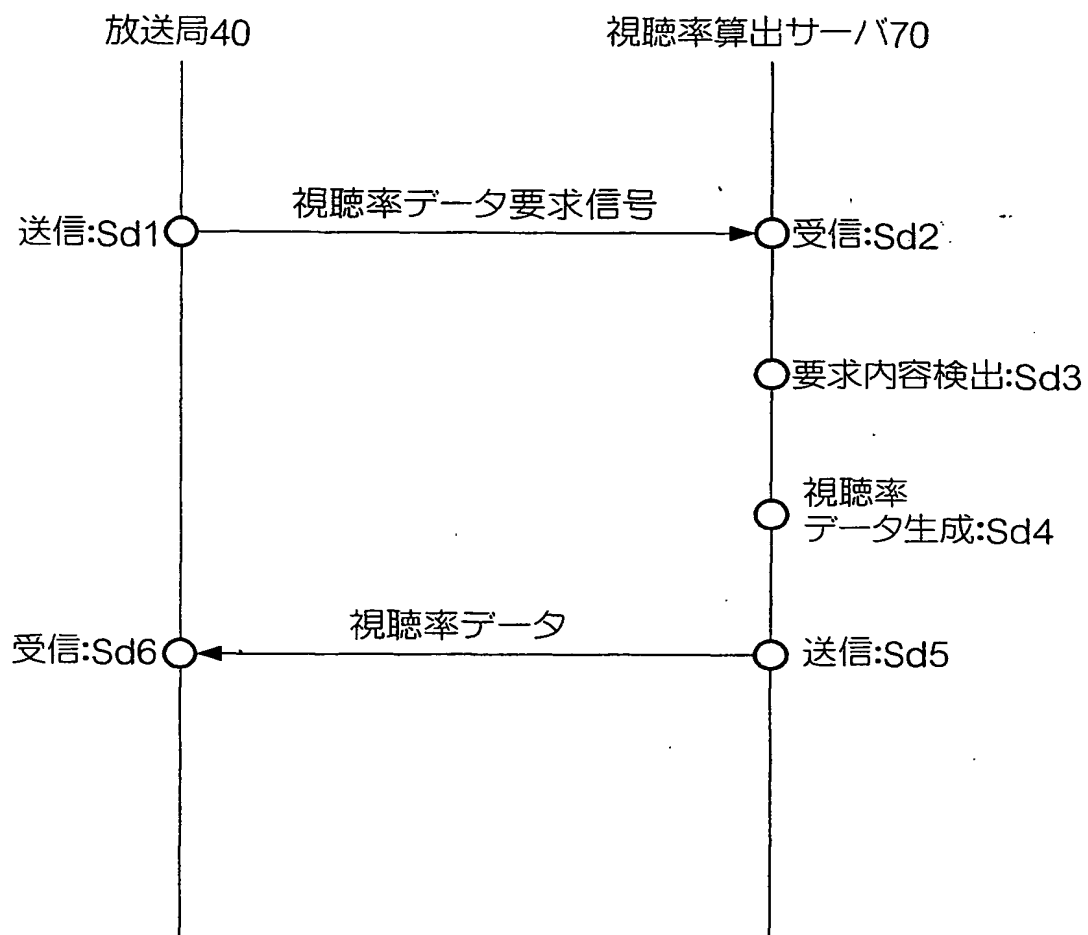 放送局40
視聴率算出サーバ70
視聴率データ要求信号
送信:Sd1
受信:Sd2
要求内容検出:Sd3
視聴率
データ生成:Sd4
視聴率データ
受信:Sd6
送信:Sd5